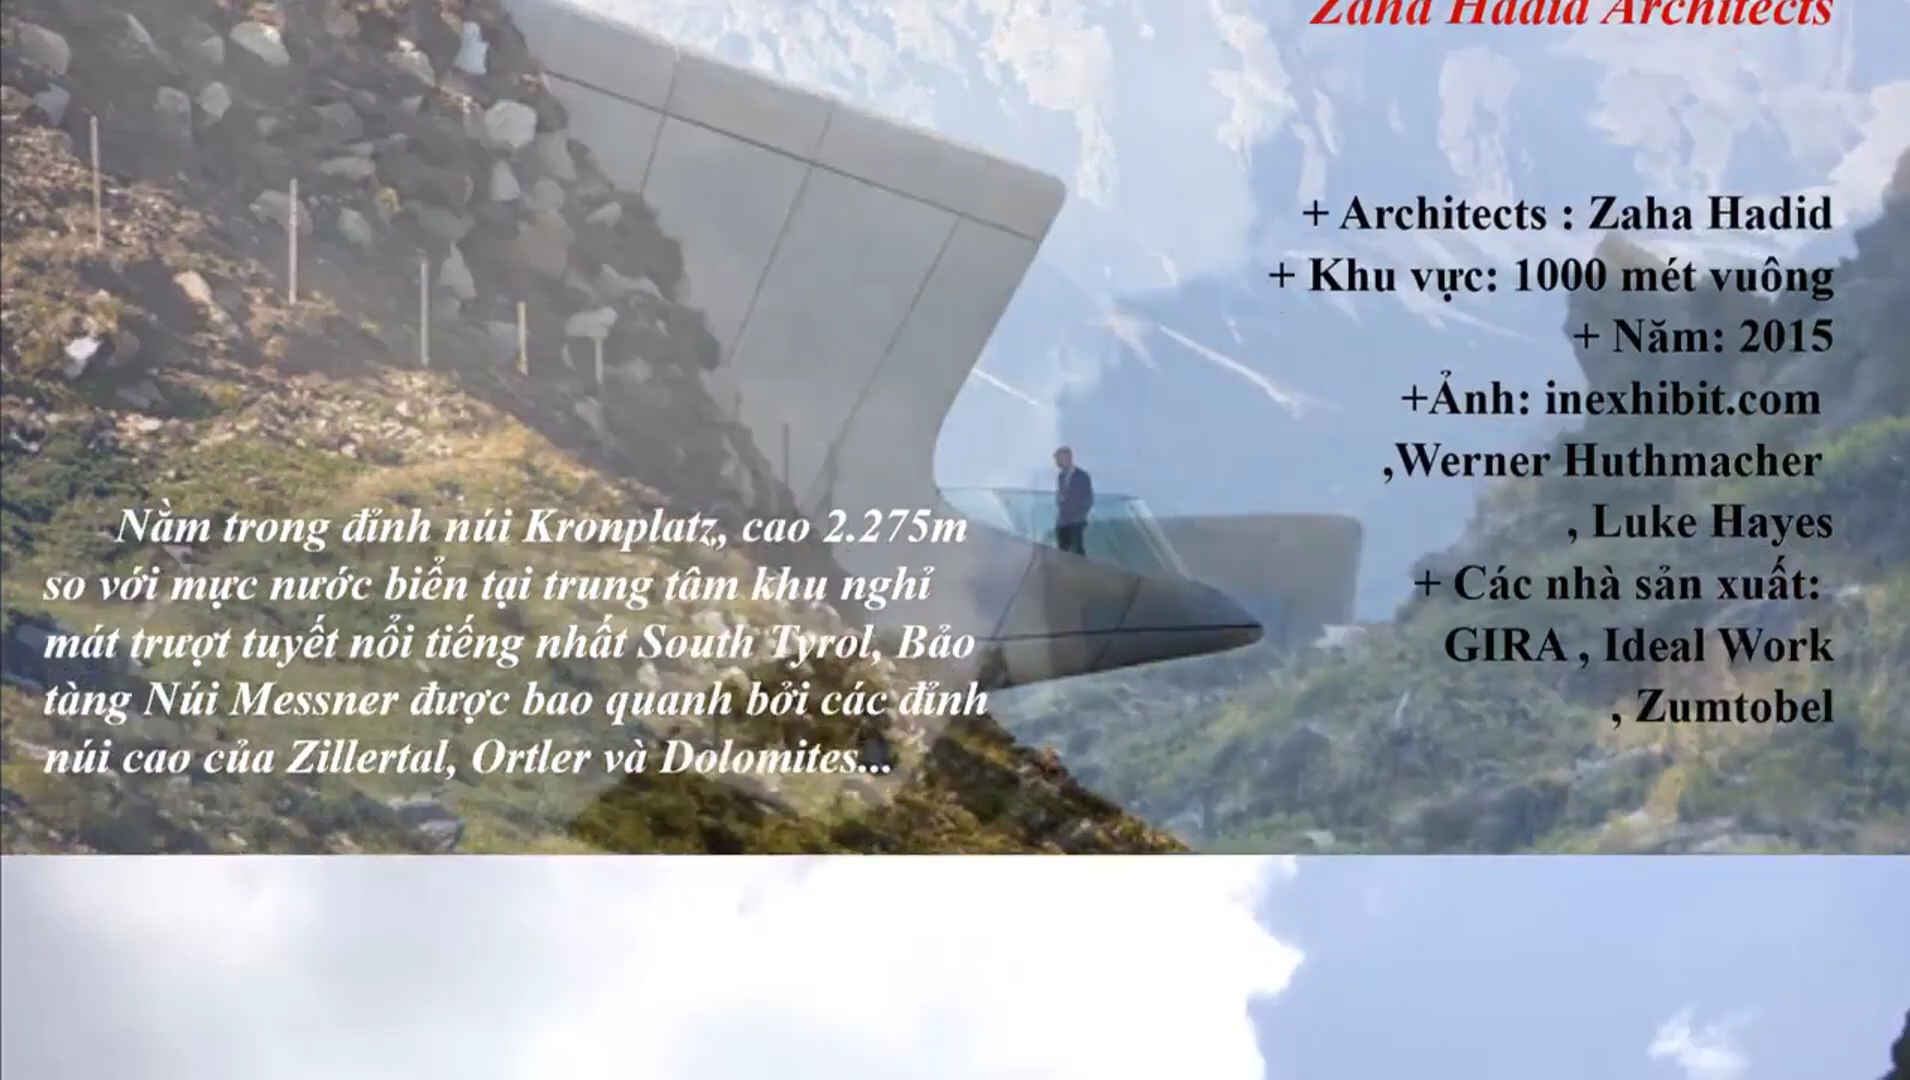 Zaha Hadid Architects
+ Architects : Zaha Hadid
+ Khu vực: 1000 mét vuông
+ Năm: 2015
+Ảnh: inexhibit.com
,Werner Huthmacher
, Luke Hayes
+ Các nhà sản xuất:
GIRA , Ideal Work
, Zumtobel
Nằm trong đỉnh núi Kronplatz, cao 2.275m
so với mực nước biển tại trung tâm khu nghỉ
mát trượt tuyết nổi tiếng nhất South Tyrol, Bảo
tàng Núi Messner được bao quanh bởi các đỉnh
núi cao của Zillertal, Ortler và Dolomites...